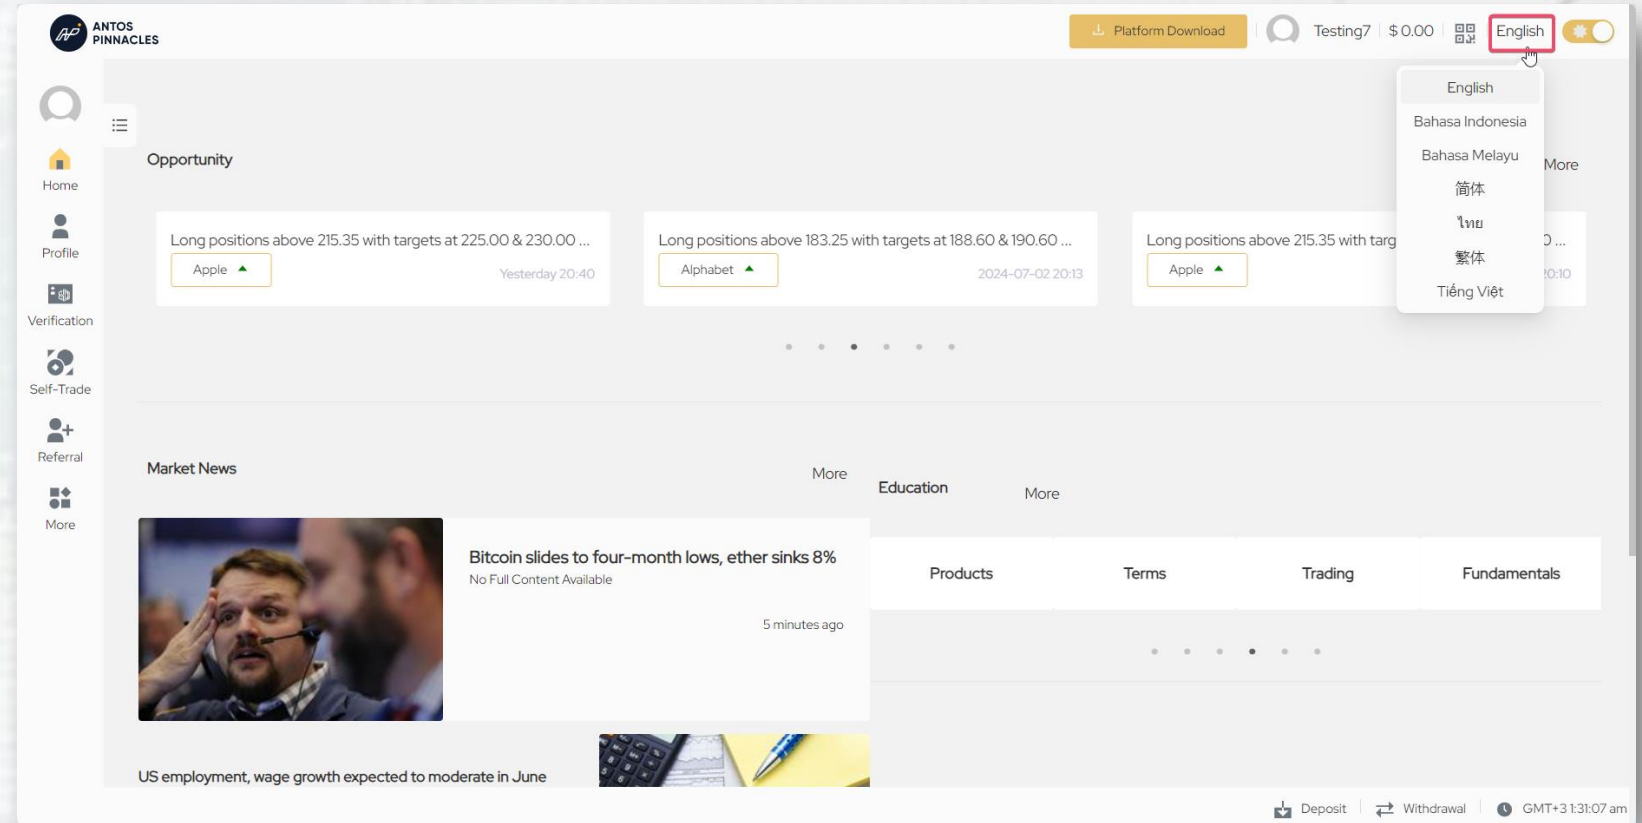 ANTOS
PINNACLES
Platform Download
Testing7
$ 0.00
English
English
Bahasa Indonesia
Bahasa Melayu
简体
ไทย
繁体
Tiếng Việt
Home
Profile
Verification
Self-Trade
Referral
More
Opportunity
More
Long positions above 215.35 with targets at 225.00 & 230.00 ...
Apple
Yesterday 20:40
Long positions above 183.25 with targets at 188.60 & 190.60 ...
Alphabet
2024-07-02 20:13
Long positions above 215.35 with targ
0 ...
Apple
20:10
Market News
More
Bitcoin slides to four-month lows, ether sinks 8%
No Full Content Available
5 minutes ago
US employment, wage growth expected to moderate in June
Education
More
Products
Terms
Trading
Fundamentals
Deposit
Withdrawal
GMT+3 1:31:07 am